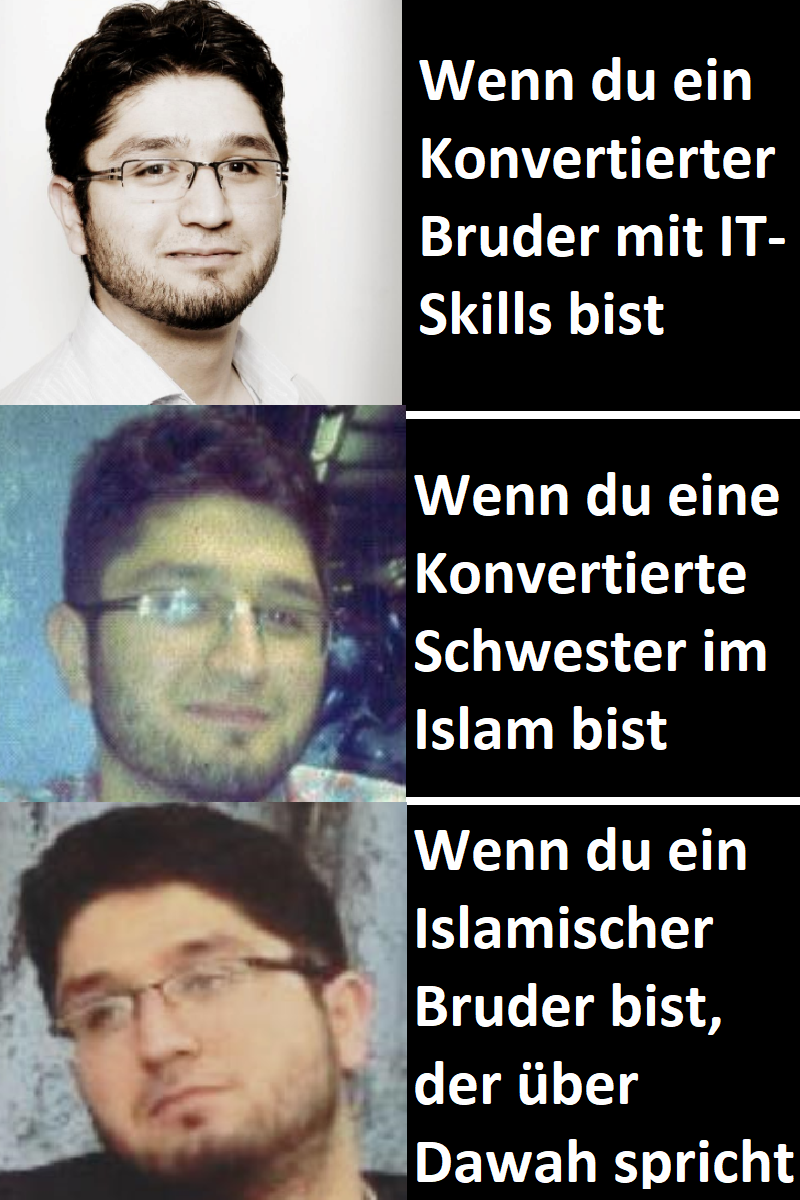 Wenn du ein
Konvertierter
Bruder mit IT-
Skills bist
Wenn du eine
Konvertierte
Schwester im
Islam bist
Wenn du ein
Islamischer
Bruder bist,
der über
Dawah spricht